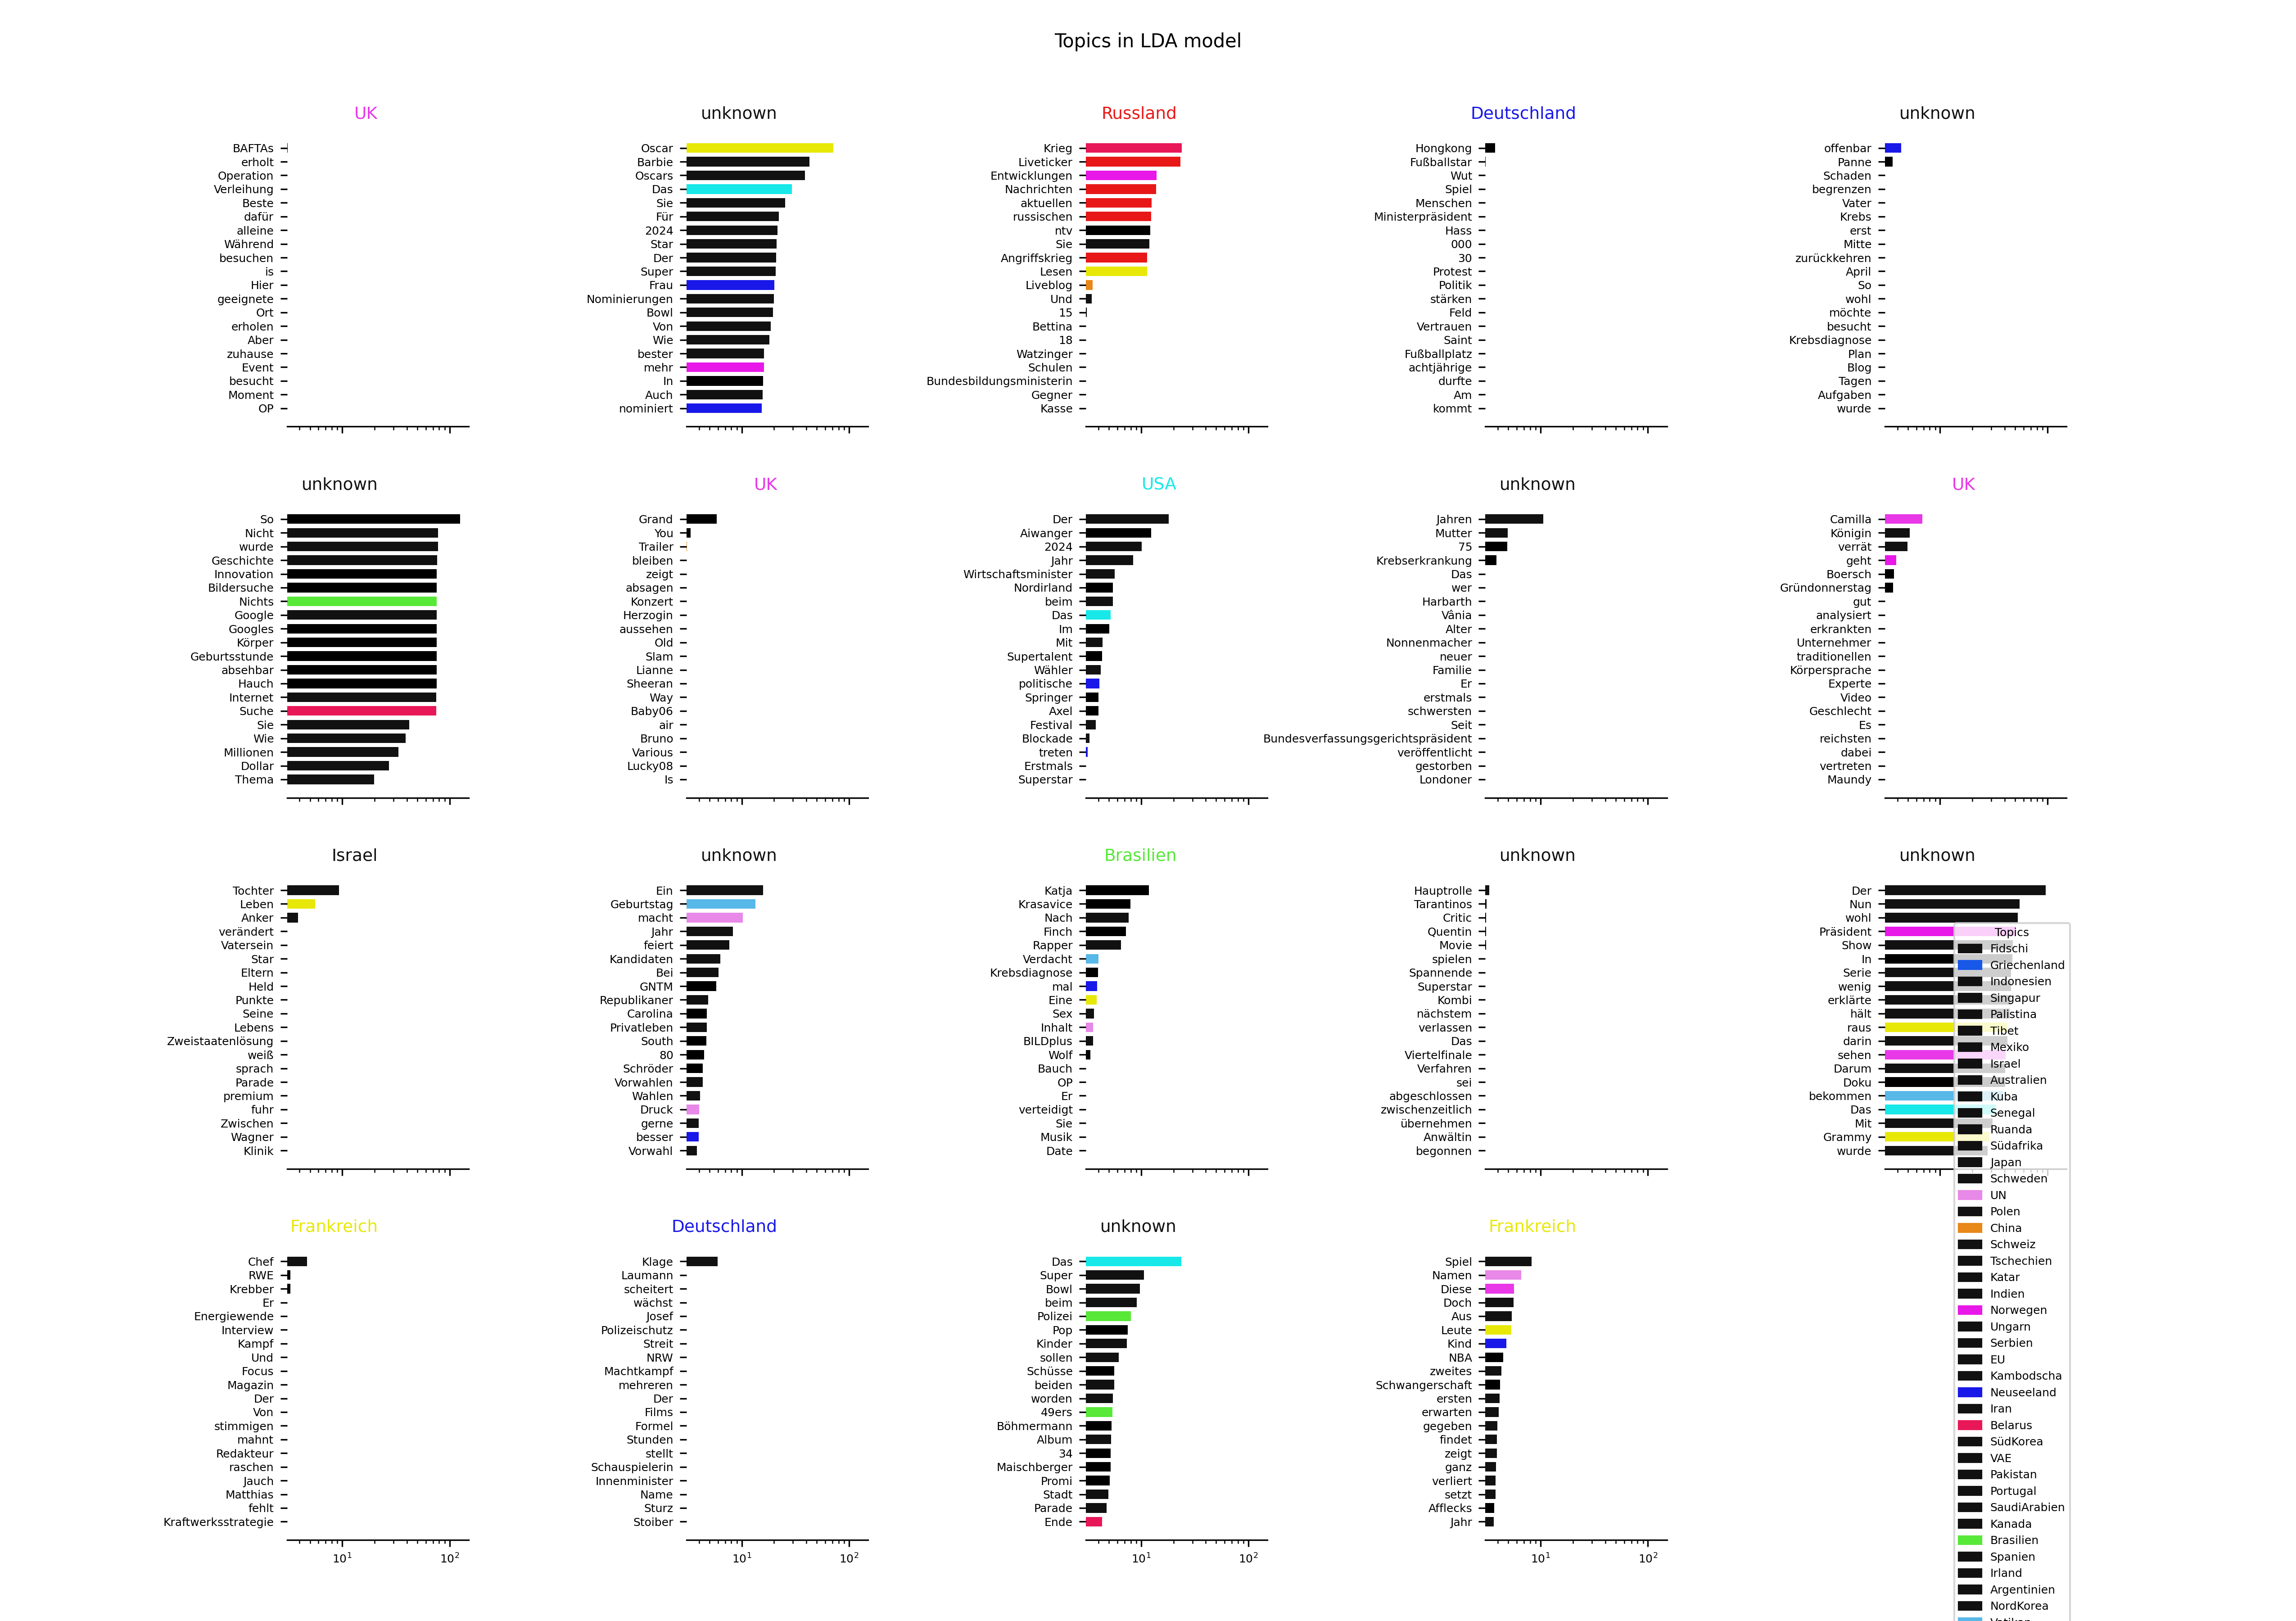 Topics in LDA model
UK
BAFTAs
erholt
Operation
Verleihung
Beste
dafür
alleine
Während
besuchen
is
Hier
geeignete
Ort
erholen
Aber
zuhause
Event
besucht
Moment
OP
unknown
Oscar
Barbie
Oscars
Das
Sie
Für
2024
Star
Der
Super
Frau
Nominierungen
Bowl
Von
Wie
bester
mehr
In
Auch
nominiert
Russland
Krieg
Liveticker
Entwicklungen
Nachrichten
aktuellen
russischen
ntv
Sie
Angriffskrieg
Lesen
Liveblog
Und
15
Bettina
18
Watzinger
Schulen
Bundesbildungsministerin
Gegner
Kasse
Deutschland
Hongkong
Fußballstar
Wut
Spiel
Menschen
Ministerpräsident
Hass
000
30
Protest
Politik
stärken
Feld
Vertrauen
Saint
Fußballplatz
achtjährige
durfte
Am
kommt
unknown
offenbar
Panne
Schaden
begrenzen
Vater
Krebs
erst
Mitte
zurückkehren
April
So
wohl
möchte
besucht
Krebsdiagnose
Plan
Blog
Tagen
Aufgaben
wurde
unknown
So
Nicht
wurde
Geschichte
Innovation
Bildersuche
Nichts
Google
Googles
Körper
Geburtsstunde
absehbar
Hauch
Internet
Suche
Sie
Wie
Millionen
Dollar
Thema
UK
Grand
You
Trailer
bleiben
zeigt
absagen
Konzert
Herzogin
aussehen
Old
Slam
Lianne
Sheeran
Way
Baby06
air
Bruno
Various
Lucky08
Is
USA
Der
Aiwanger
2024
Jahr
Wirtschaftsminister
Nordirland
beim
Das
Im
Mit
Supertalent
Wähler
politische
Springer
Axel
Festival
Blockade
treten
Erstmals
Superstar
unknown
Jahren
Mutter
75
Krebserkrankung
Das
wer
Harbarth
Vânia
Alter
Nonnenmacher
neuer
Familie
Er
erstmals
schwersten
Seit
Bundesverfassungsgerichtspräsident
veröffentlicht
gestorben
Londoner
UK
Camilla
Königin
verrät
geht
Boersch
Gründonnerstag
gut
analysiert
erkrankten
Unternehmer
traditionellen
Körpersprache
Experte
Video
Geschlecht
Es
reichsten
dabei
vertreten
Maundy
Israel
Tochter
Leben
Anker
verändert
Vatersein
Star
Eltern
Held
Punkte
Seine
Lebens
Zweistaatenlösung
weiß
sprach
Parade
premium
fuhr
Zwischen
Wagner
Klinik
unknown
Ein
Geburtstag
macht
Jahr
feiert
Kandidaten
Bei
GNTM
Republikaner
Carolina
Privatleben
South
80
Schröder
Vorwahlen
Wahlen
Druck
gerne
besser
Vorwahl
Brasilien
Katja
Krasavice
Nach
Finch
Rapper
Verdacht
Krebsdiagnose
mal
Eine
Sex
Inhalt
BILDplus
Wolf
Bauch
OP
Er
verteidigt
Sie
Musik
Date
unknown
Hauptrolle
Tarantinos
Critic
Quentin
Movie
spielen
Spannende
Superstar
Kombi
nächstem
verlassen
Das
Viertelfinale
Verfahren
sei
abgeschlossen
zwischenzeitlich
übernehmen
Anwältin
begonnen
unknown
Der
Nun
wohl
Präsident
Show
In
Serie
wenig
erklärte
hält
raus
darin
sehen
Darum
Doku
bekommen
Das
Mit
Grammy
wurde
Frankreich
Chef
RWE
Krebber
Er
Energiewende
Interview
Kampf
Und
Focus
Magazin
Der
Von
stimmigen
mahnt
Redakteur
raschen
Jauch
Matthias
fehlt
Kraftwerksstrategie
10¹ 10²
Deutschland
Klage
Laumann
scheitert
wächst
Josef
Polizeischutz
Streit
NRW
Machtkampf
mehreren
Der
Films
Formel
Stunden
stellt
Schauspielerin
Innenminister
Name
Sturz
Stoiber
10¹ 10²
unknown
Das
Super
Bowl
beim
Polizei
Pop
Kinder
sollen
Schüsse
beiden
worden
49ers
Böhmermann
Album
34
Maischberger
Promi
Stadt
Parade
Ende
10¹ 10²
Frankreich
Spiel
Namen
Diese
Doch
Aus
Leute
Kind
NBA
zweites
Schwangerschaft
ersten
erwarten
gegeben
findet
zeigt
ganz
verliert
setzt
Afflecks
Jahr
10¹ 10²
Topics
Fidschi
Griechenland
Indonesien
Singapur
Palistina
Tibet
Mexiko
Israel
Australien
Kuba
Senegal
Ruanda
Südafrika
Japan
Schweden
UN
Polen
China
Schweiz
Tschechien
Katar
Indien
Norwegen
Ungarn
Serbien
EU
Kambodscha
Neuseeland
Iran
Belarus
SüdKorea
VAE
Pakistan
Portugal
SaudiArabien
Kanada
Brasilien
Spanien
Irland
Argentinien
NordKorea